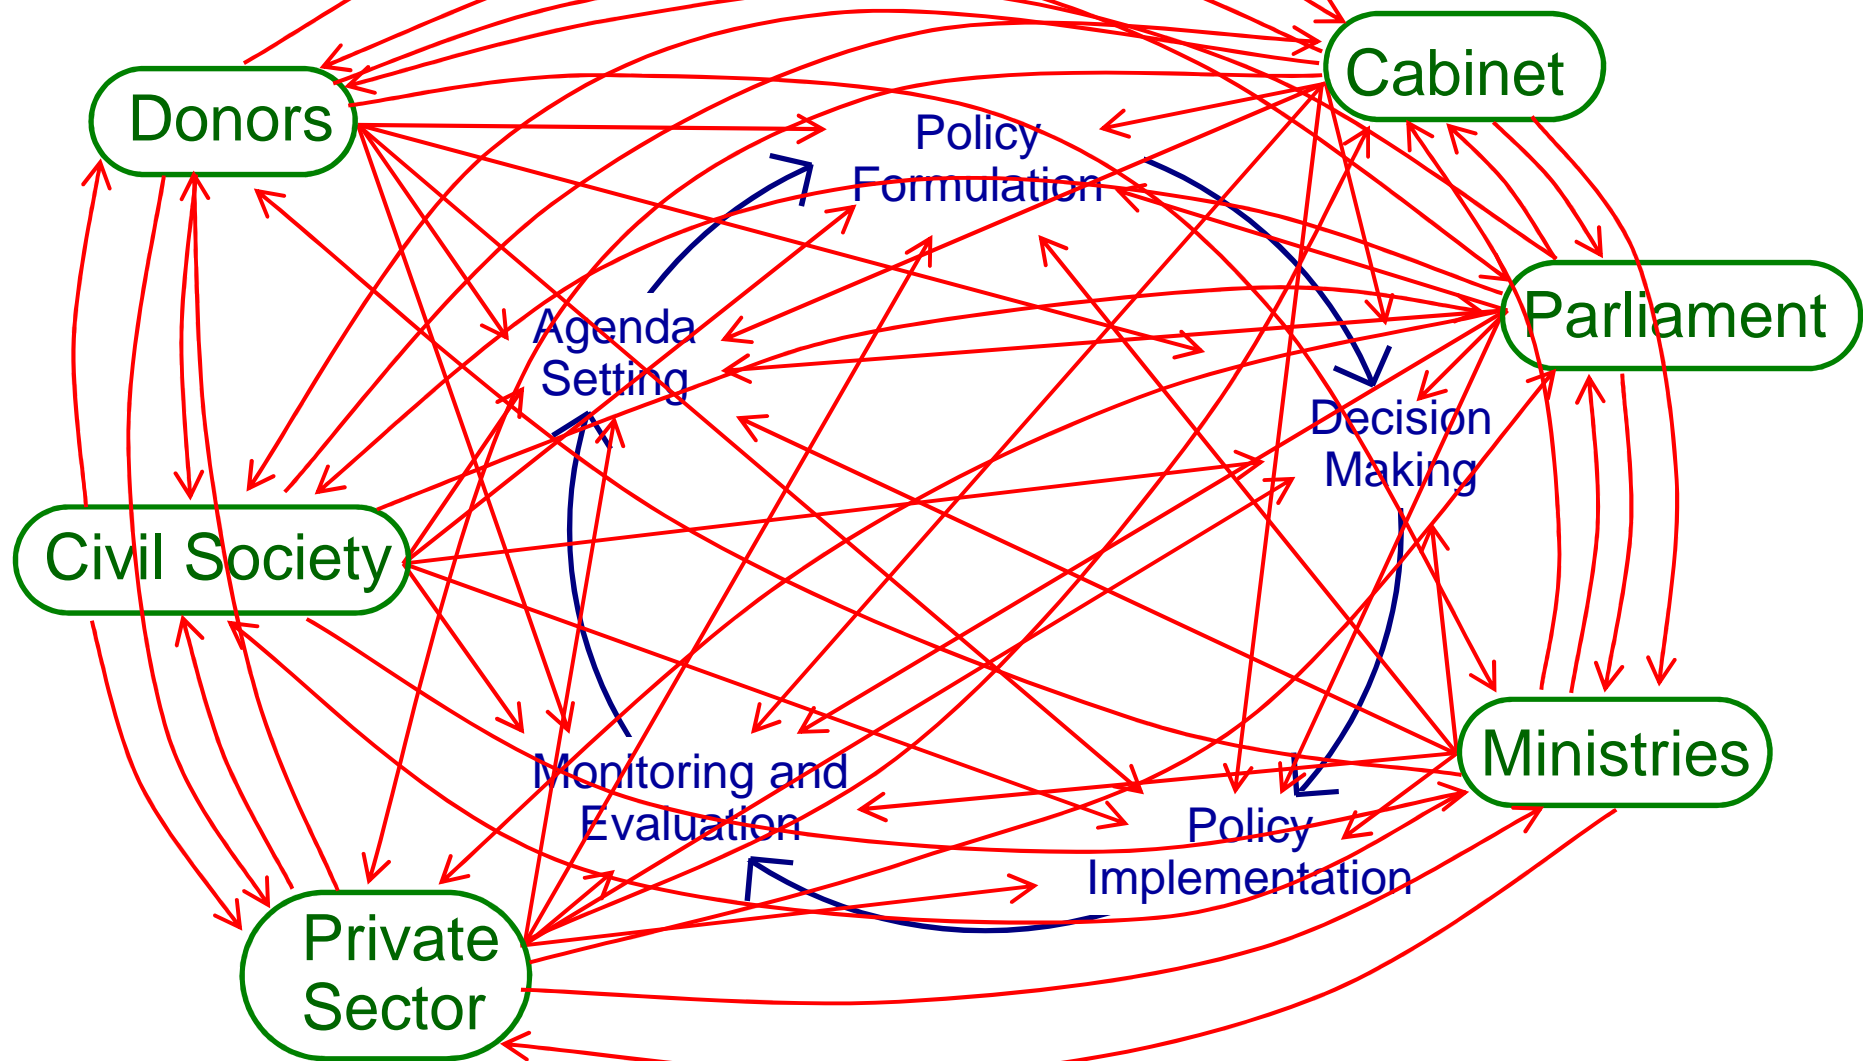 Cabinet
Donors
Policy
Formulation
Parliament
Agenda
Setting
Decision
Making
Civil Society
Ministries
Monitoring and
Evaluation
Policy
Implementation
Private
Sector